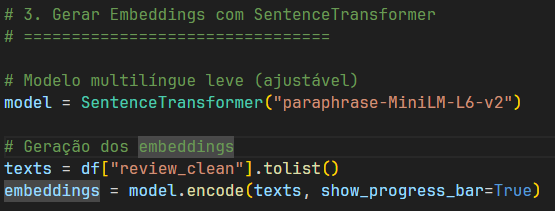 # 3. Gerar Embeddings com SentenceTransformer
# ================================
# Modelo multilíngue leve (ajustável)
model = SentenceTransformer("paraphrase-MiniLM-L6-v2")
# Geração dos embeddings
texts = df["review_clean"].tolist()
embeddings = model.encode(texts, show_progress_bar=True)